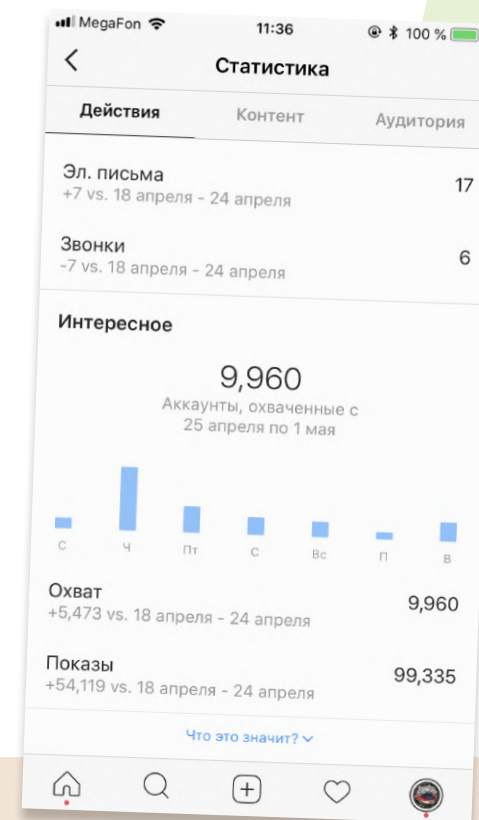 MegaFon 11:36 100 %
Статистика
Действия Контент Аудитория
Эл. письма 17
+7 vs. 18 апреля - 24 апреля
Звонки 6
-7 vs. 18 апреля - 24 апреля
Интересное
9,960
Аккаунты, охваченные с
25 апреля по 1 мая
С Ч Пт С Вс П В
Охват 9,960
+5,473 vs. 18 апреля - 24 апреля
Показы 99,335
+54,119 vs. 18 апреля - 24 апреля
Что это значит?